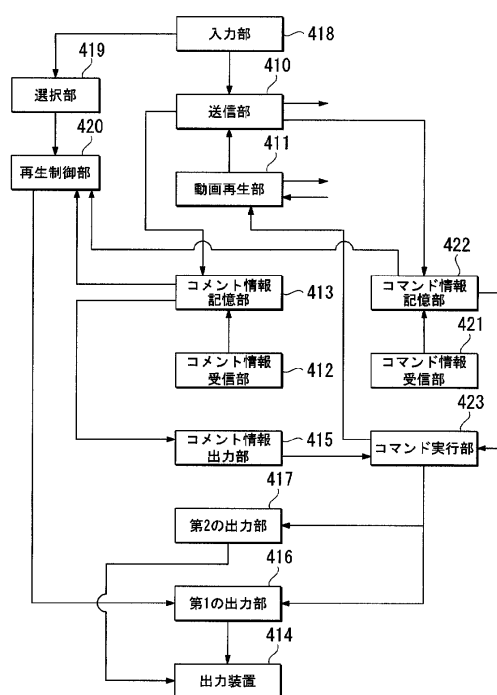 入力部
418
419
選択部
410
送信部
420
再生制御部
411
動画再生部
422
コメント情報
記憶部
413
コマンド情報
記憶部
421
コメント情報
受信部
412
コマンド情報
受信部
423
コメント情報
出力部
415
コマンド実行部
417
第2の出力部
416
第1の出力部
414
出力装置